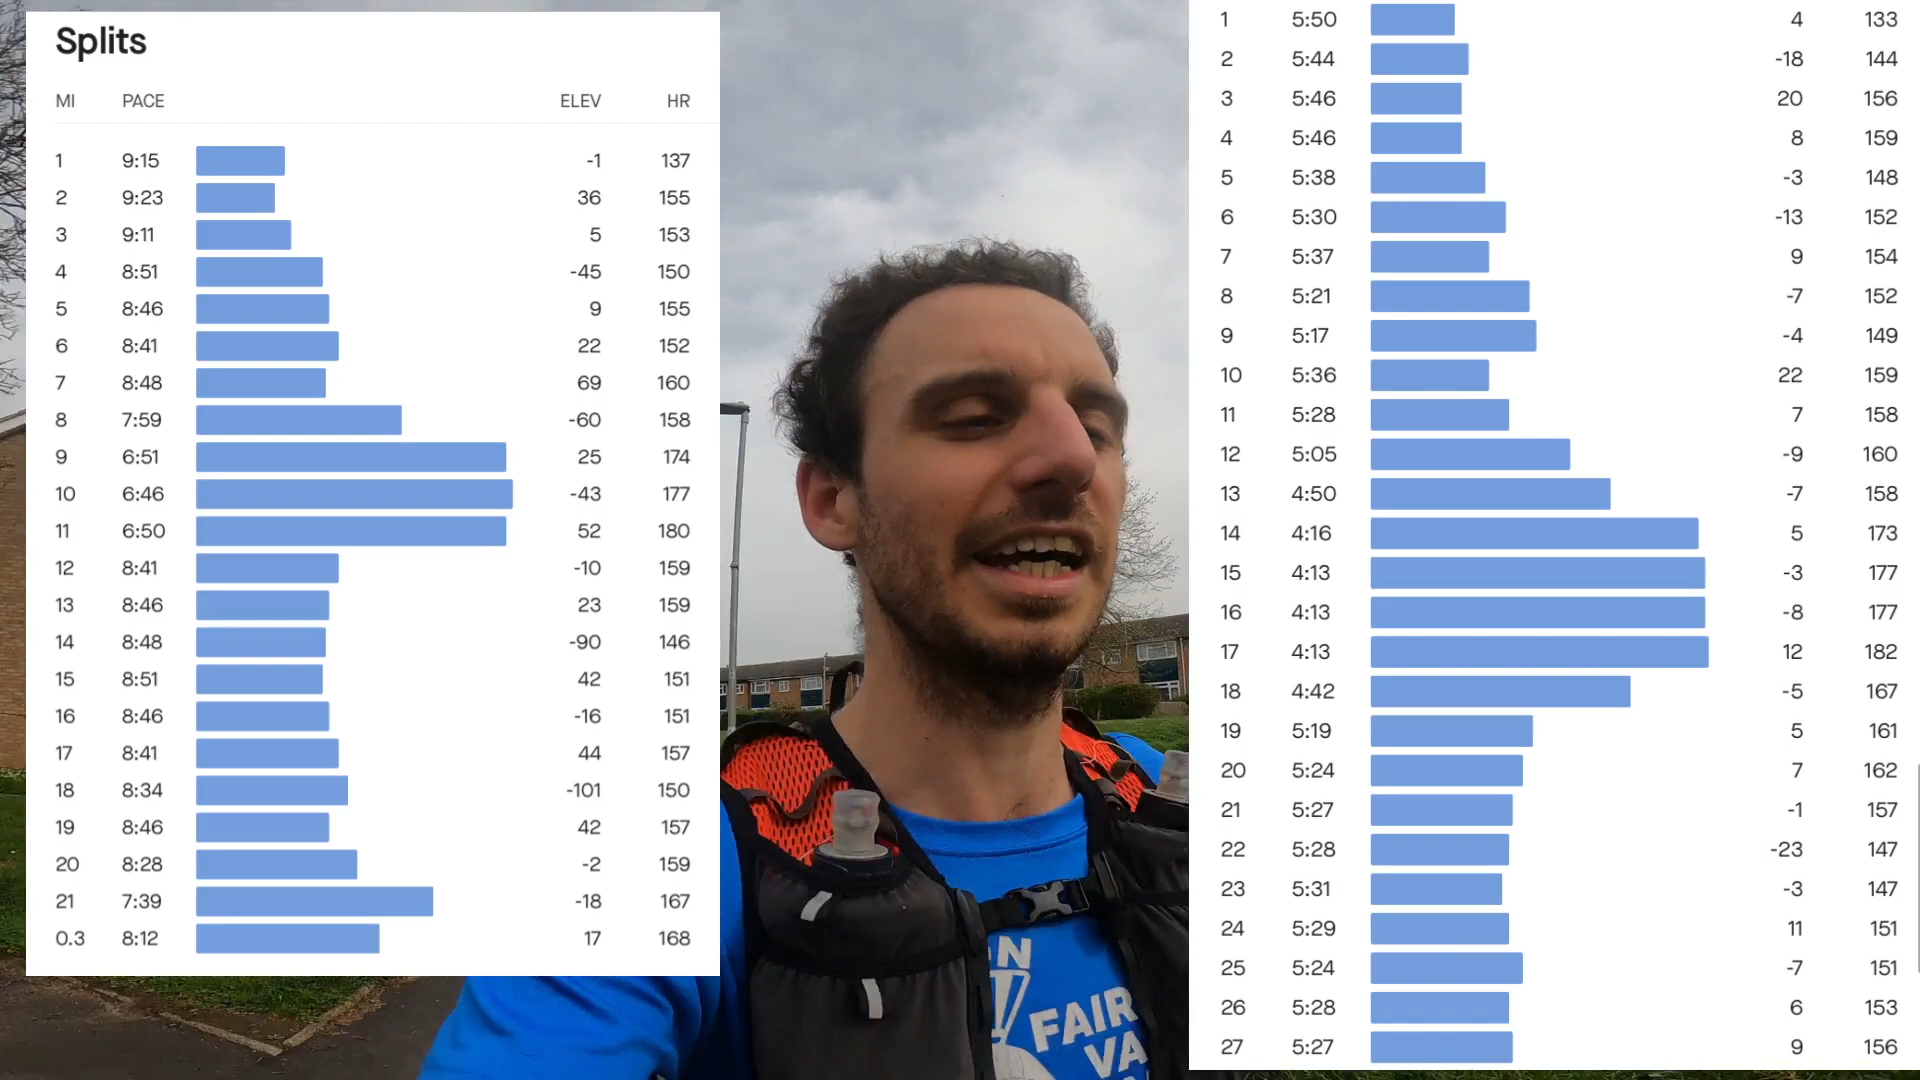 Splits
MI PACE ELEV HR
1 9:15 -1 137
2 9:23 36 155
3 9:11 5 153
4 8:51 -45 150
5 8:46 9 155
6 8:41 22 152
7 8:48 69 160
8 7:59 -60 158
9 6:51 25 174
10 6:46 -43 177
11 6:50 52 180
12 8:41 -10 159
13 8:46 23 159
14 8:48 -90 146
15 8:51 42 151
16 8:46 -16 151
17 8:41 44 157
18 8:34 -101 150
19 8:46 42 157
20 8:28 -2 159
21 7:39 -18 167
0.3 8:12 17 168
FAIR
VA
1 5:50 4 133
2 5:44 -18 144
3 5:46 20 156
4 5:46 8 159
5 5:38 -3 148
6 5:30 -13 152
7 5:37 9 154
8 5:21 -7 152
9 5:17 -4 149
10 5:36 22 159
11 5:28 7 158
12 5:05 -9 160
13 4:50 -7 158
14 4:16 5 173
15 4:13 -3 177
16 4:13 -8 177
17 4:13 12 182
18 4:42 -5 167
19 5:19 5 161
20 5:24 7 162
21 5:27 -1 157
22 5:28 -23 147
23 5:31 -3 147
24 5:29 11 151
25 5:24 -7 151
26 5:28 6 153
27 5:27 9 156